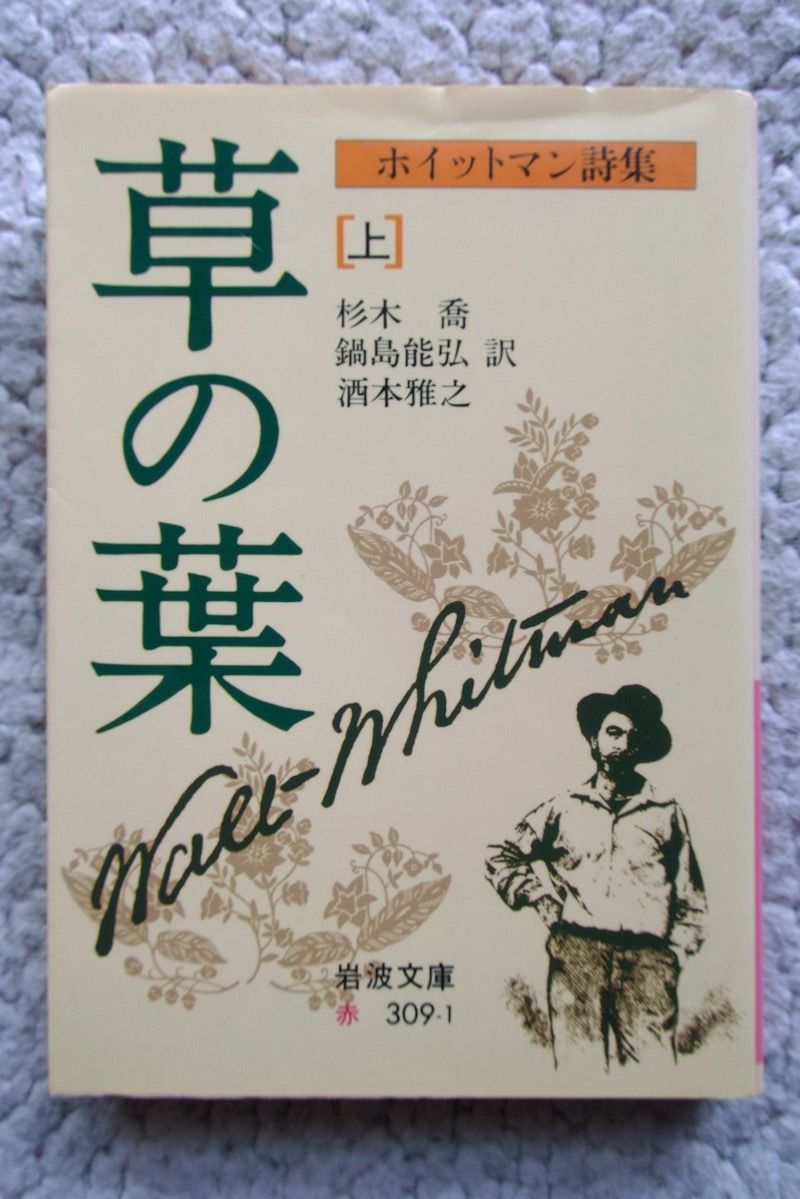 草の葉
ホイットマン詩集
[上]
杉木 喬
鍋島能弘 訳
酒本雅之
Walt Whitman
岩波文庫
赤 309-1